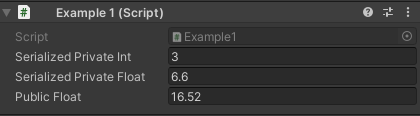 Example 1 (Script)
Script Example1
Serialized Private Int 3
Serialized Private Float 6.6
Public Float 16.52